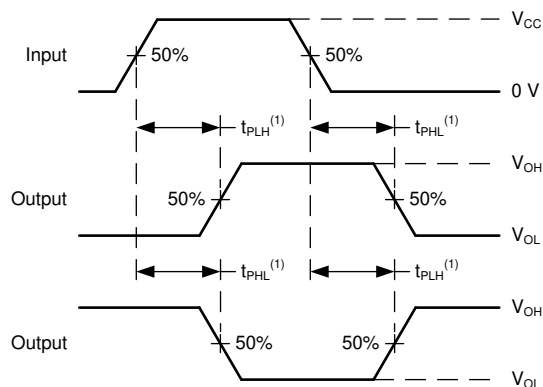 V_CC
Input 50% 50%
0 V
t_PLH^(1) t_PHL^(1)
V_OH
Output 50% 50%
V_OL
t_PHL^(1) t_PLH^(1)
V_OH
Output 50% 50%
V_OL